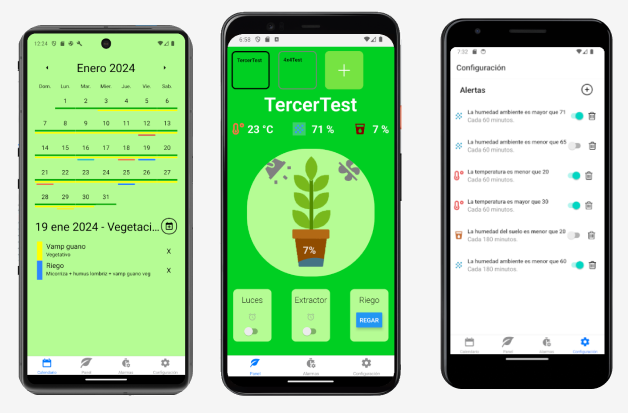 12:24
Enero 2024
Dom. Lun. Mar. Mié. Jue. Vie. Sáb.
1 2 3 4 5 6
7 8 9 10 11 12 13
14 15 16 17 18 19 20
21 22 23 24 25 26 27
28 29 30 31
19 ene 2024 - Vegetaci...
Vamp guano X
Vegetativa
Riego X
Micorriza + humus lombriz + vamp guano veg
Calendario Panel Alarmas Configuración
6:58
TercerTest 4x4Test
TercerTest
23 °C 71 % 7 %
7%
Luces Extractor Riego
REGAR
Panel Alarmas Configuración
7:32
Configuración
Alertas
La humedad ambiente es mayor que 71
Cada 60 minutos.
La humedad ambiente es menor que 65
Cada 60 minutos.
La temperatura es menor que 20
Cada 60 minutos.
La temperatura es mayor que 30
Cada 60 minutos.
La humedad del suelo es menor que 20
Cada 180 minutos.
La humedad ambiente es menor que 60
Cada 180 minutos.
Calendario Panel Alarmas Configuración